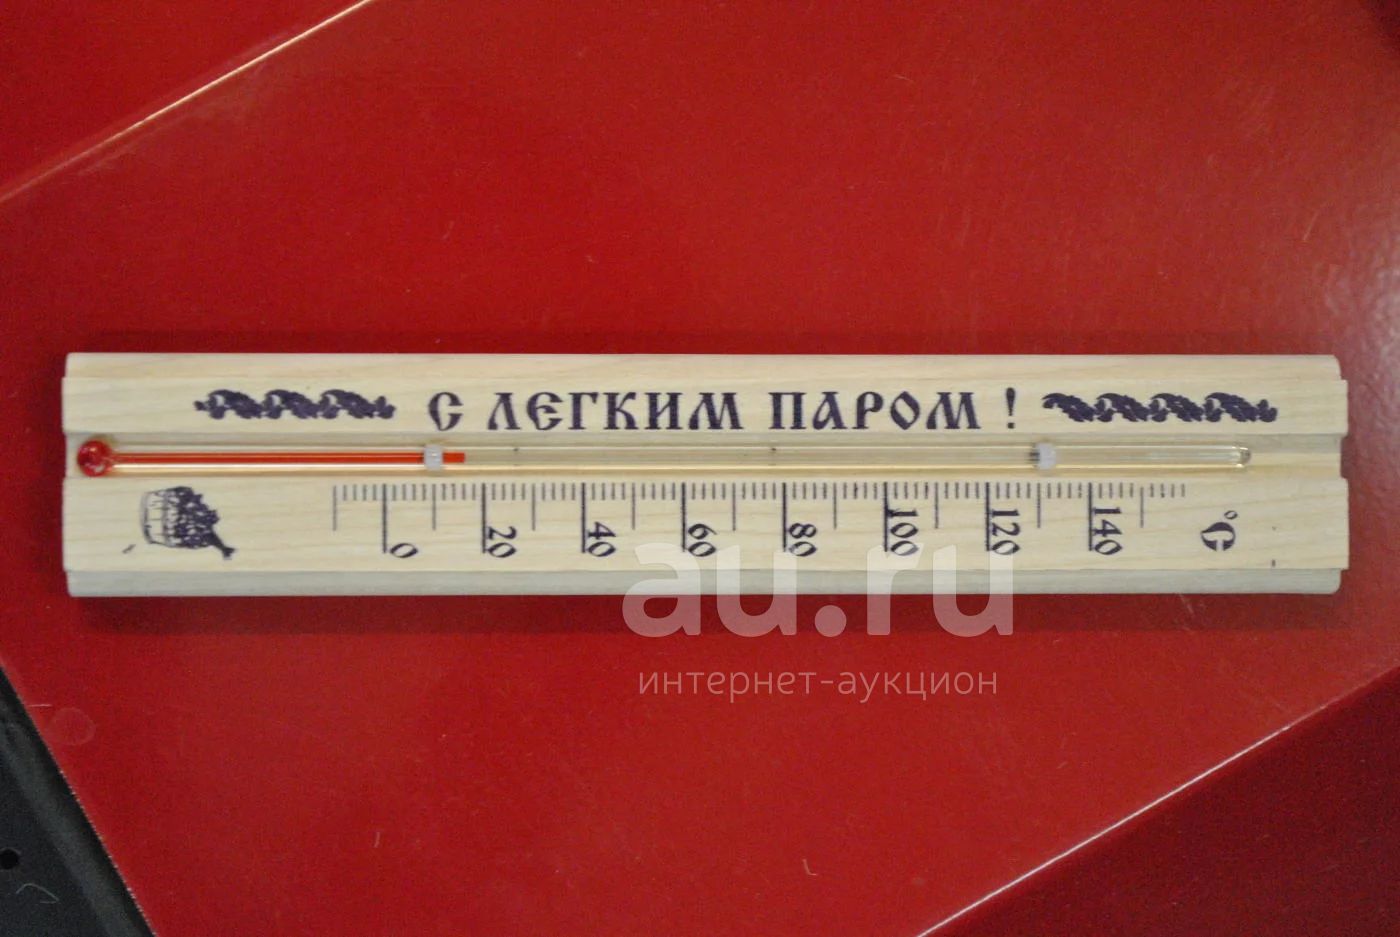 С ЛЕГКИМ ПАРОМ !
0 20 40 60 80 100 120 140 °C
au.ru
интернет-аукцион